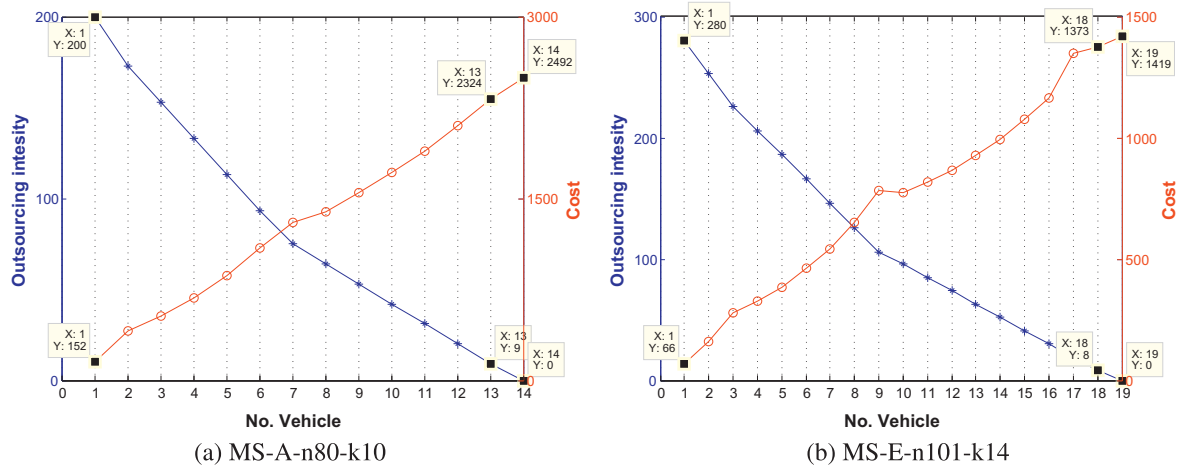 200
100
0
Outsourcing intesity
X: 1
Y: 200
X: 1
Y: 152
X: 13
Y: 2324
X: 14
Y: 2492
X: 13
Y: 9
X: 14
Y: 0
3000
1500
0
Cost
0 1 2 3 4 5 6 7 8 9 10 11 12 13 14
No. Vehicle
(a) MS-A-n80-k10
300
200
100
0
Outsourcing intesity
X: 1
Y: 280
X: 1
Y: 66
X: 18
Y: 1373
X: 19
Y: 1419
X: 18
Y: 8
X: 19
Y: 0
1500
1000
500
0
Cost
0 1 2 3 4 5 6 7 8 9 10 11 12 13 14 15 16 17 18 19
No. Vehicle
(b) MS-E-n101-k14